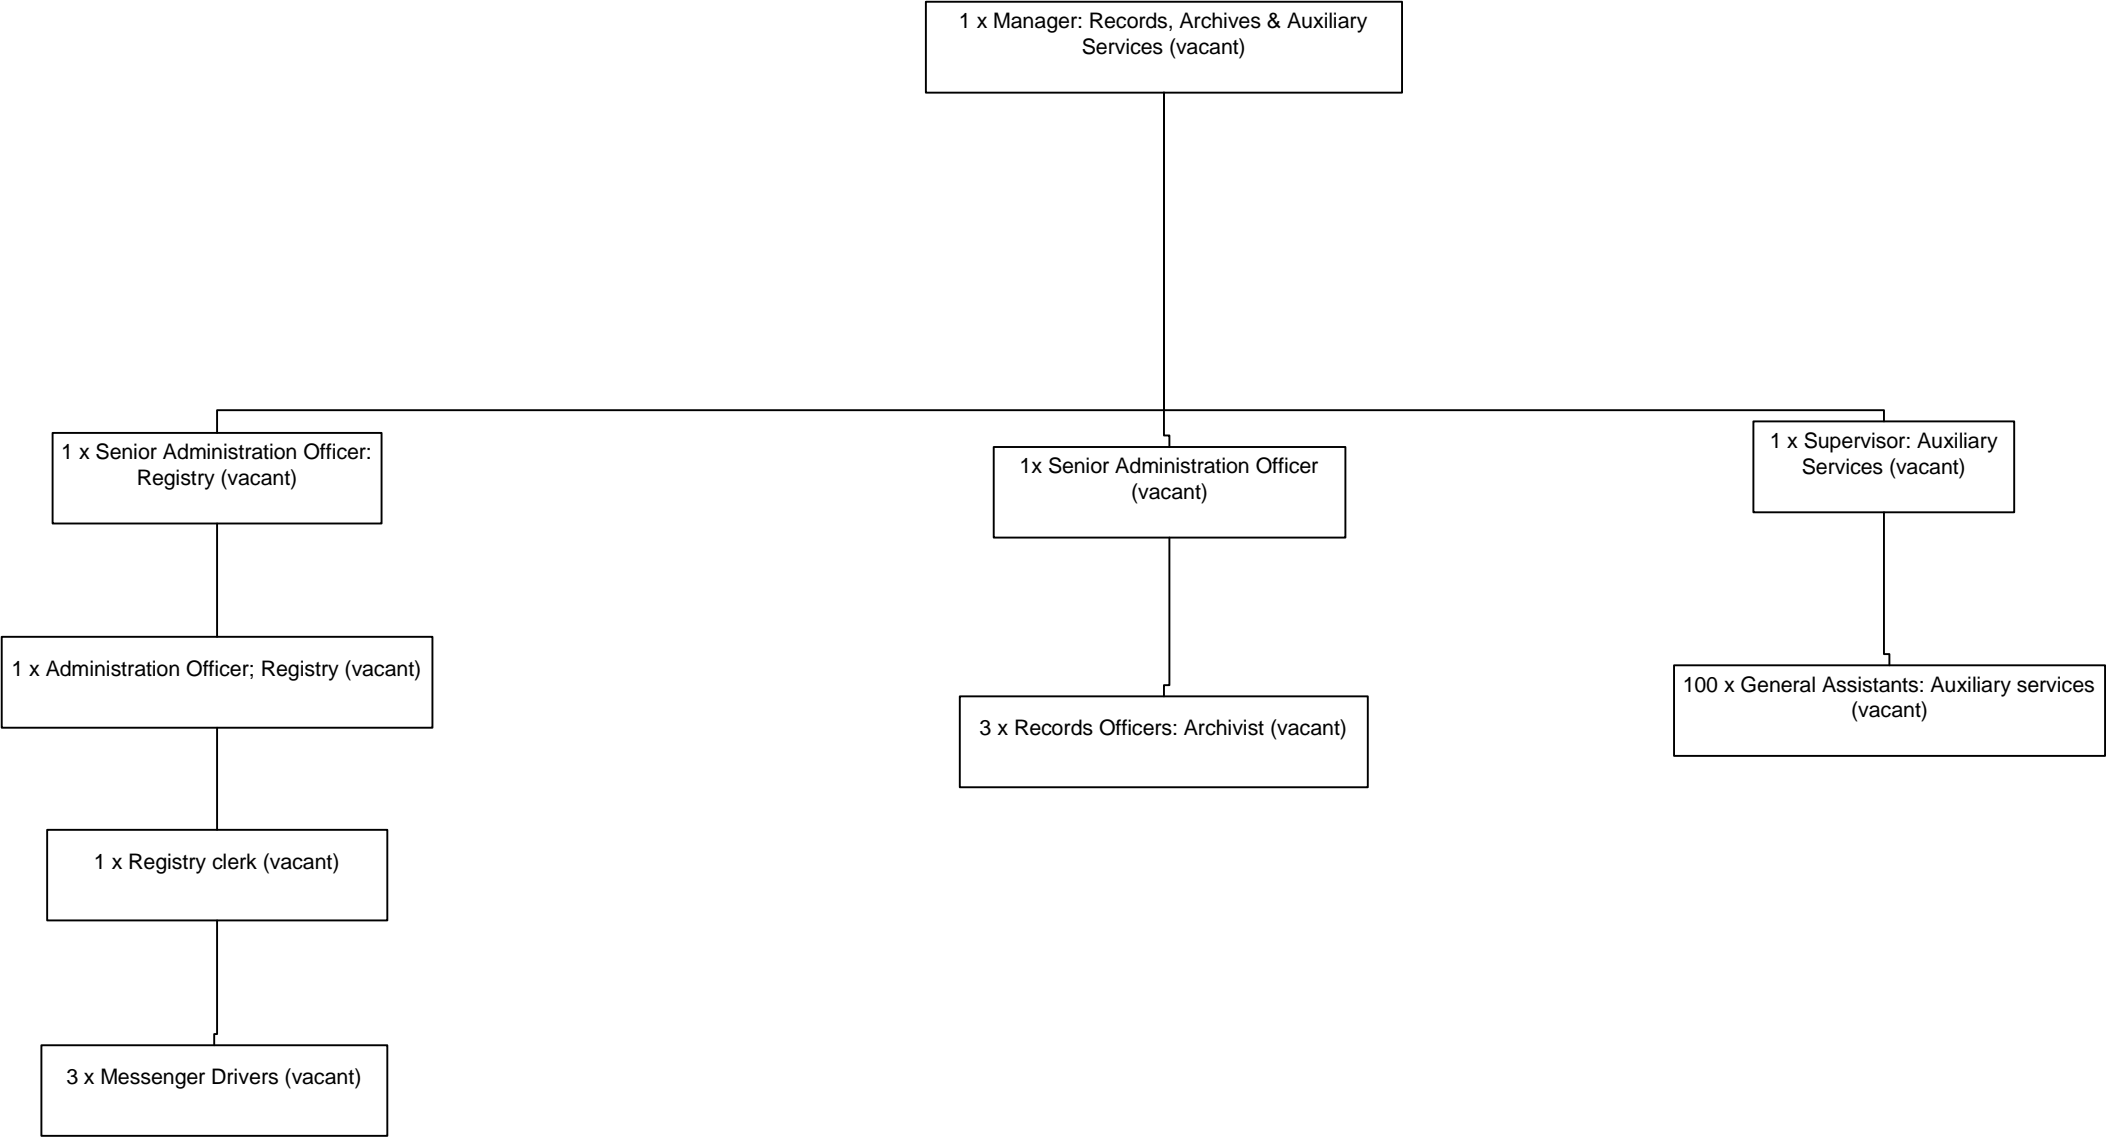 1 x Manager: Records, Archives & Auxiliary
Services (vacant)
1 x Senior Administration Officer:
Registry (vacant)
1x Senior Administration Officer
(vacant)
1 x Supervisor: Auxiliary
Services (vacant)
1 x Administration Officer; Registry (vacant)
3 x Records Officers: Archivist (vacant)
100 x General Assistants: Auxiliary services
(vacant)
1 x Registry clerk (vacant)
3 x Messenger Drivers (vacant)